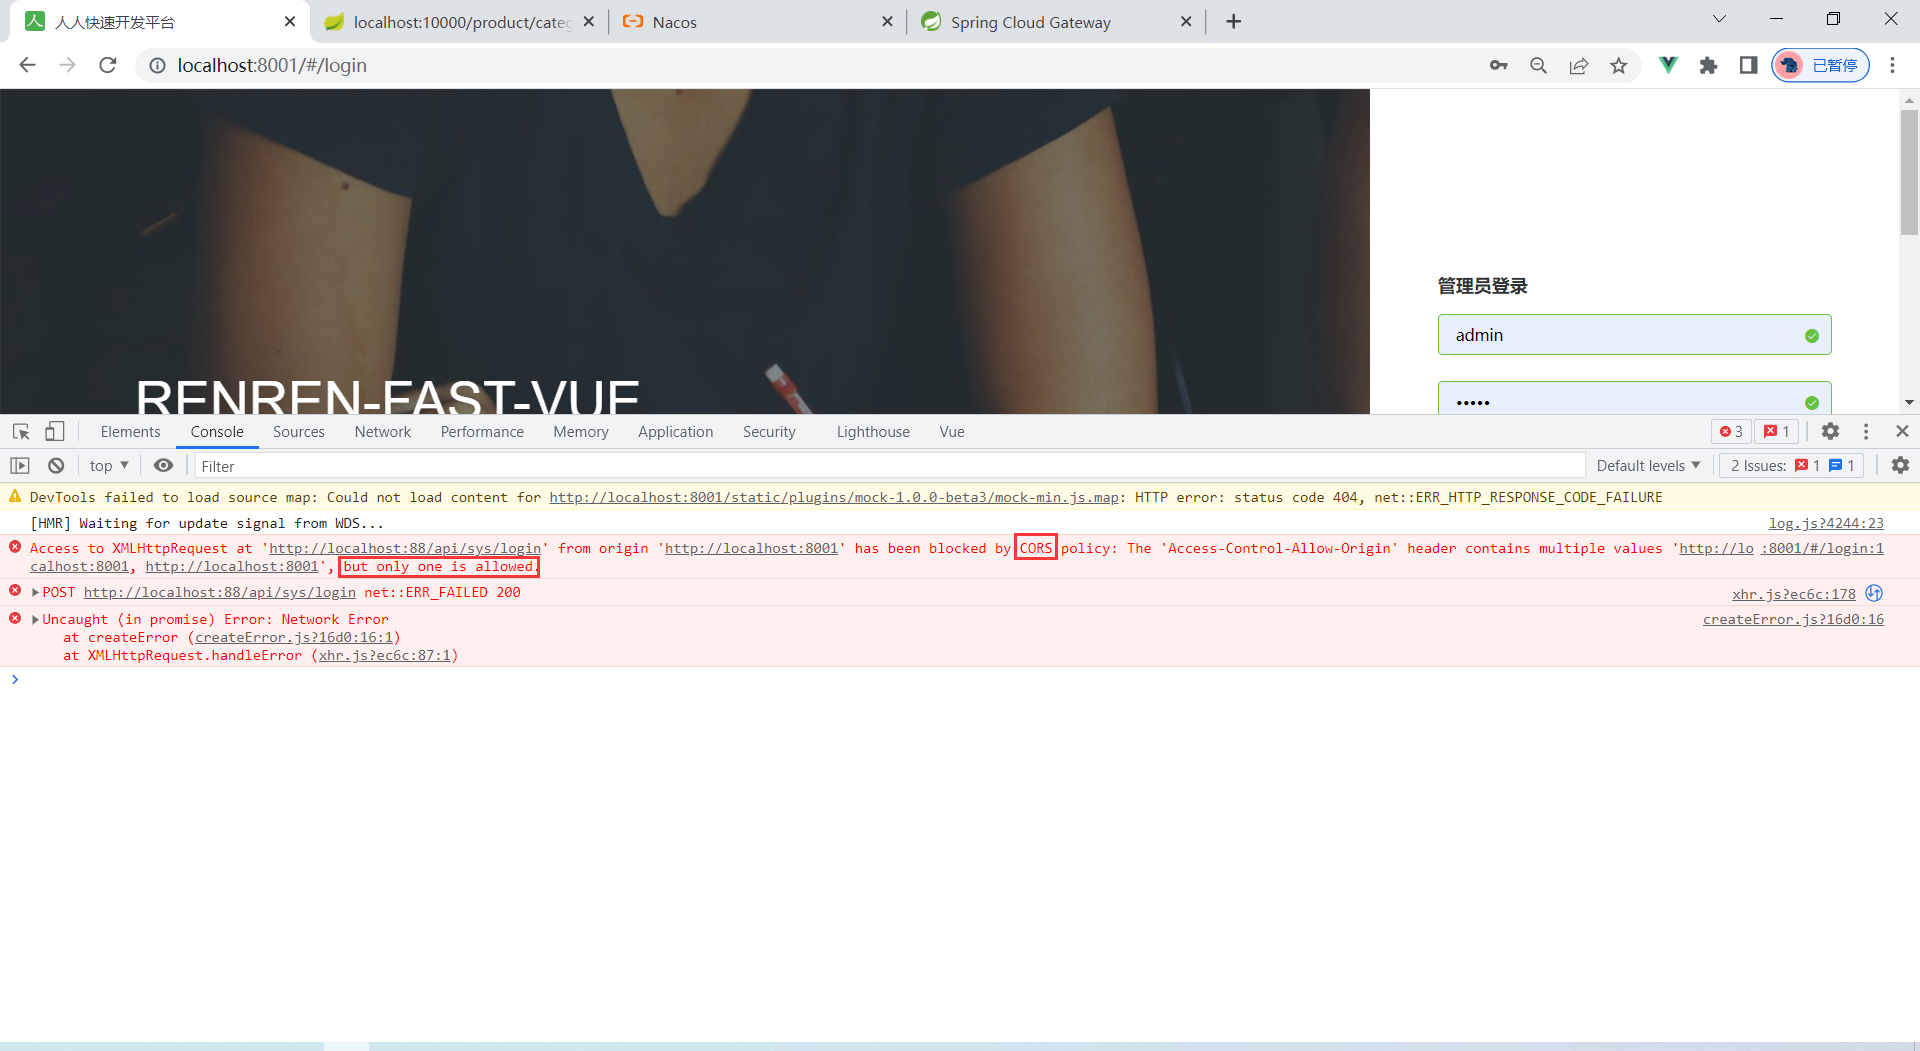 人人快速开发平台
localhost:10000/product/categ
Nacos
Spring Cloud Gateway
localhost:8001/#/login
已暂停
RENREN-FAST-VUE
管理员登录
admin
•••••
Elements Console Sources Network Performance Memory Application Security Lighthouse Vue 3 1
top Filter Default levels 2 Issues: 1 1
DevTools failed to load source map: Could not load content for http://localhost:8001/static/plugins/mock-1.0.0-beta3/mock-min.js.map: HTTP error: status code 404, net::ERR_HTTP_RESPONSE_CODE_FAILURE
[HMR] Waiting for update signal from WDS... log.js?4244:23
Access to XMLHttpRequest at 'http://localhost:88/api/sys/login' from origin 'http://localhost:8001' has been blocked by CORS policy: The 'Access-Control-Allow-Origin' header contains multiple values 'http://lo :8001/#/login:1
calhost:8001, http://localhost:8001', but only one is allowed.
POST http://localhost:88/api/sys/login net::ERR_FAILED 200 xhr.js?ec6c:178
Uncaught (in promise) Error: Network Error createError.js?16d0:16
at createError (createError.js?16d0:16:1)
at XMLHttpRequest.handleError (xhr.js?ec6c:87:1)